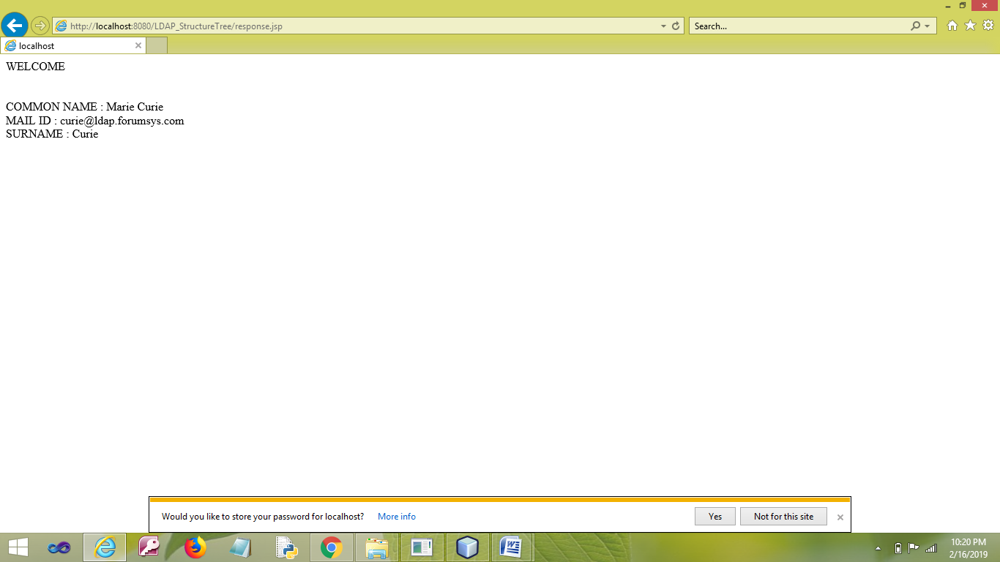 http://localhost:8080/LDAP_StructureTree/response.jsp
Search...
localhost
WELCOME
COMMON NAME : Marie Curie
MAIL ID : curie@ldap.forumsys.com
SURNAME : Curie
Would you like to store your password for localhost? More info Yes Not for this site
10:20 PM
2/16/2019